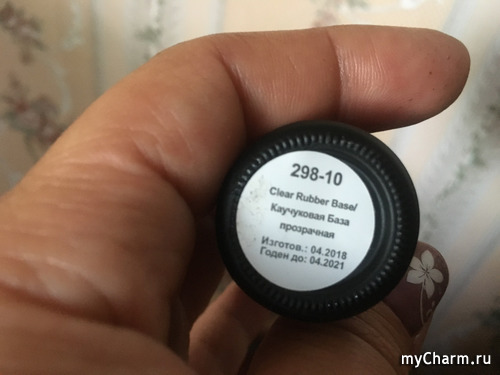 298-10
Clear Rubber Base/
Каучуковая База
прозрачная
Изготов.: 04.2018
Годен до: 04.2021
myCharm.ru